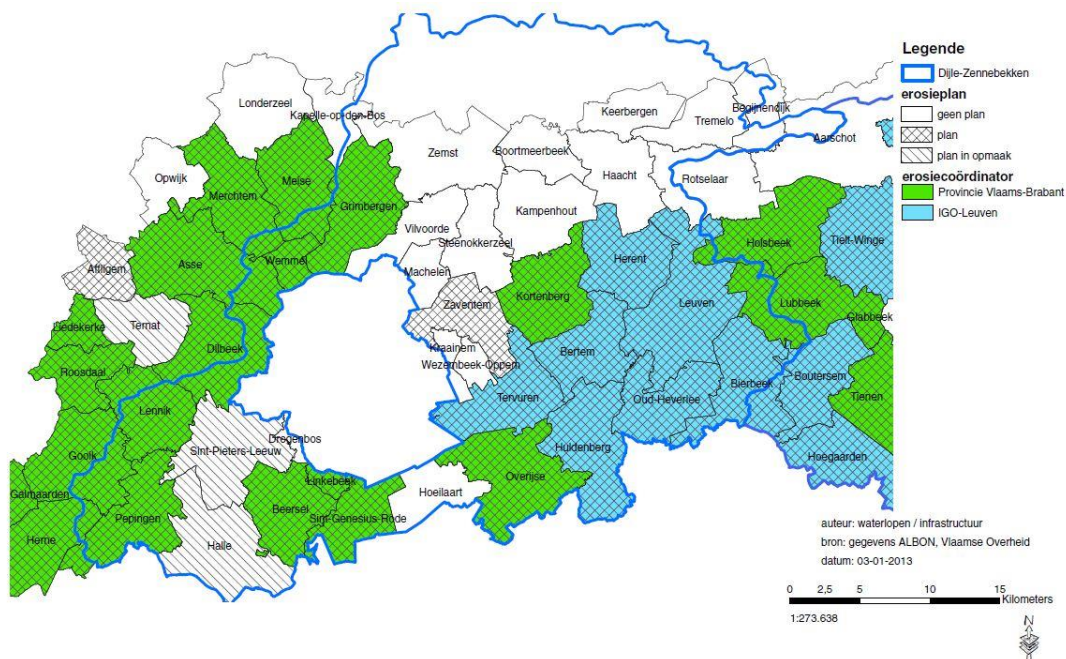 Londerzeel
Kapelle-op-den-Bos
Keerbergen
Begijnendijk
Tremelo
Aarschot
Zemst
Boortmeerbeek
Haacht
Rotselaar
Opwijk
Meise
Merchtem
Grimbergen
Kampenhout
Vilvoorde
Steenokkerzeel
Holsbeek
Tielt-Winge
Herent
Wemmel
Asse
Affligem
Machelen
Kortenberg
Leuven
Lubbeek
Zaventem
Glabbeek
Liedekerke
Ternat
Dilbeek
Kraainem
Bertem
Wezembeek-Oppem
Roosdaal
Boutersem
Bierbeek
Tienen
Tervuren
Oud-Heverlee
Lennik
Drogenbos
Sint-Pieters-Leeuw
Gooik
Huldenberg
Hoegaarden
Overijse
Linkebeek
Hoeilaart
Galmaarden
Beersel
Sint-Genesius-Rode
Pepingen
Herne
Halle
Legende
Dijle-Zennebekken
erosieplan
geen plan
plan
plan in opmaak
erosiecoördinator
Provincie Vlaams-Brabant
IGO-Leuven
auteur: waterlopen / infrastructuur
bron: gegevens ALBON, Vlaamse Overheid
datum: 03-01-2013
0 2,5 5 10 15
Kilometers
1:273.638
N